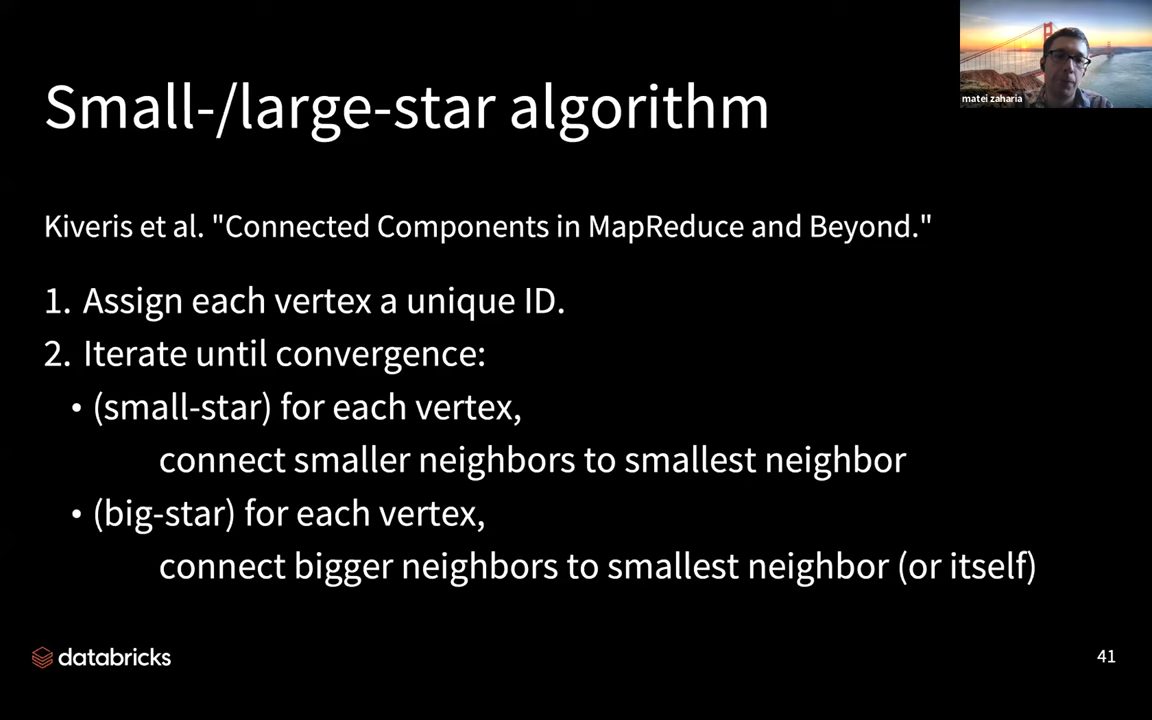 matei zaharia
Small-/large-star algorithm
Kiveris et al. "Connected Components in MapReduce and Beyond."
1. Assign each vertex a unique ID.
2. Iterate until convergence:
• (small-star) for each vertex,
connect smaller neighbors to smallest neighbor
• (big-star) for each vertex,
connect bigger neighbors to smallest neighbor (or itself)
databricks
41